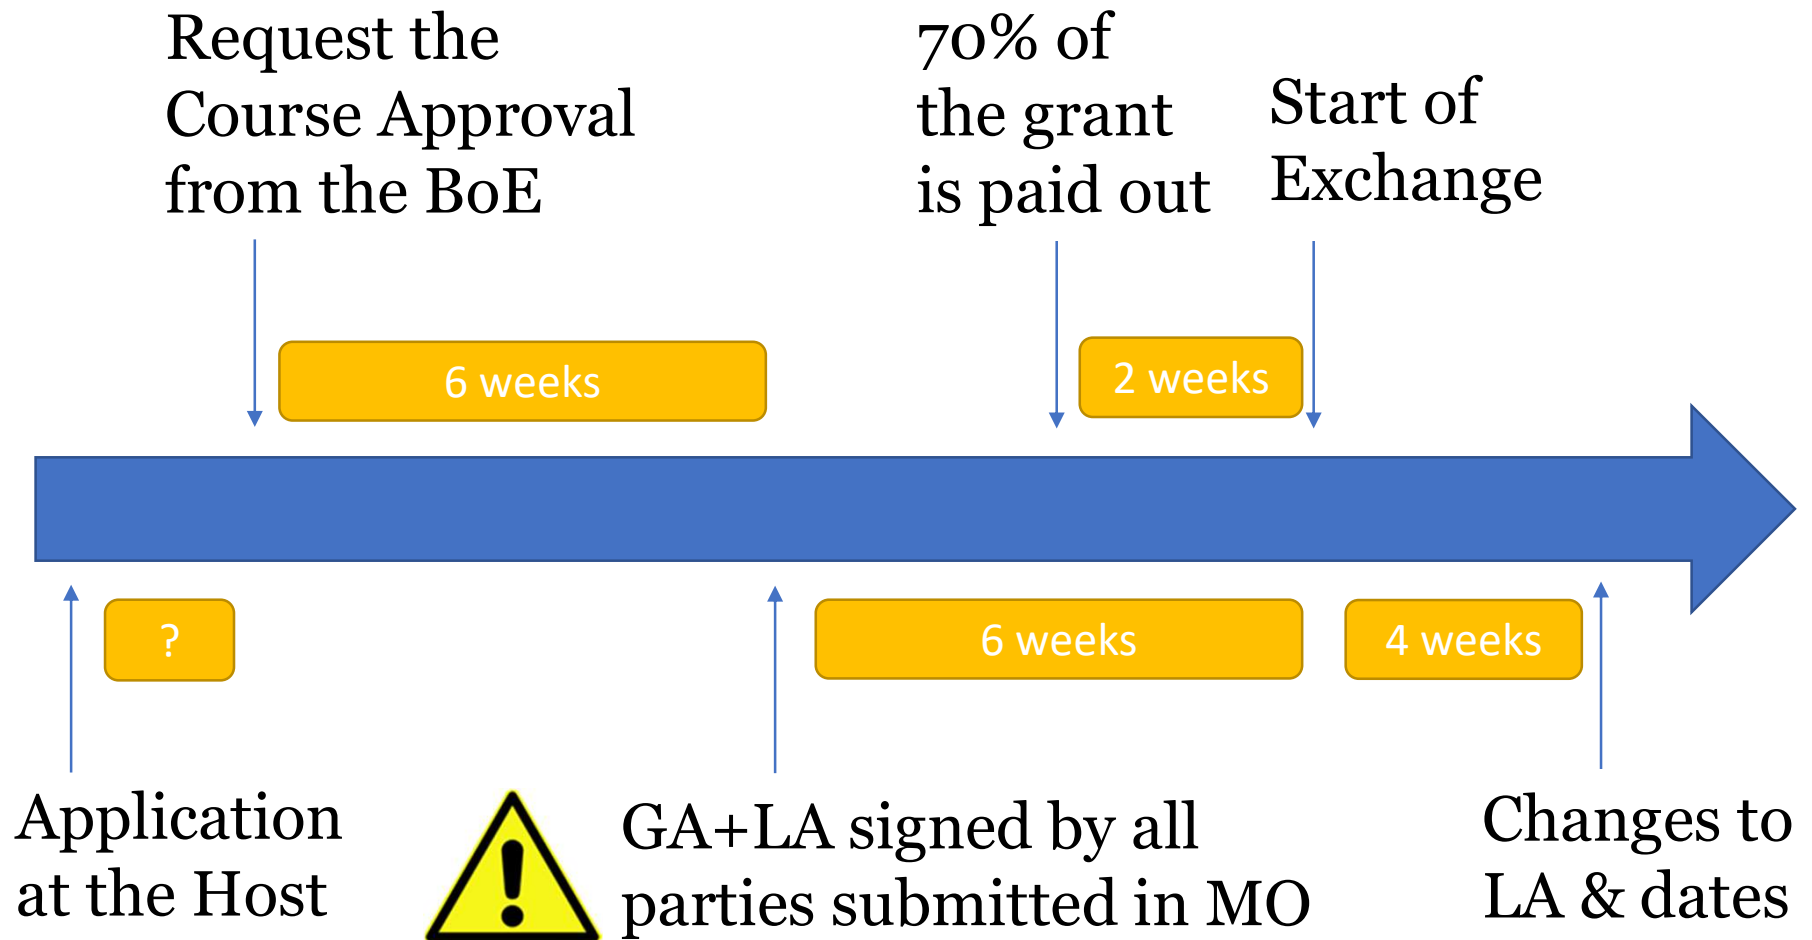 Request the
Course Approval
from the BoE
70% of
the grant
is paid out
Start of
Exchange
6 weeks
2 weeks
?
6 weeks
4 weeks
Application
at the Host
GA+LA signed by all
parties submitted in MO
Changes to
LA & dates